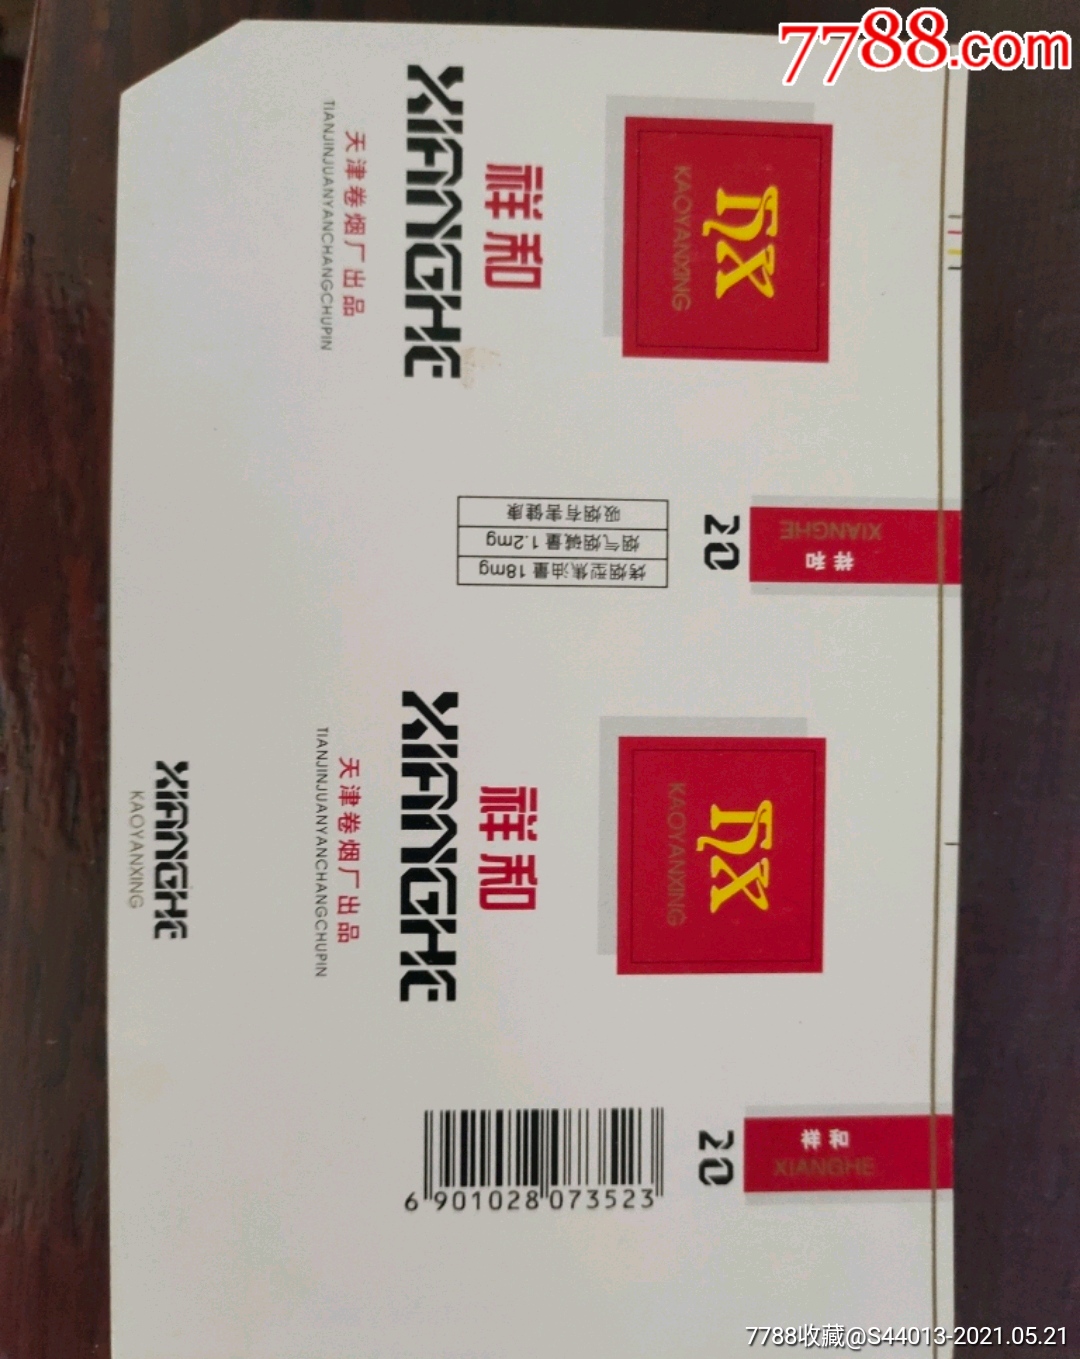 7788.com
XIANGHE
祥和
天津卷烟厂出品
TIANJINJUANYANCHANGCHUPIN
KAOYANXING
烤烟型焦油量 18mg
烟气烟碱量 1.2mg
吸烟有害健康
20
祥和
XIANGHE
XIANGHE
祥和
天津卷烟厂出品
TIANJINJUANYANCHANGCHUPIN
KAOYANXING
XIANGHE
KAOYANXING
6 901028 073523
20
祥和
XIANGHE
7788收藏@S44013-2021.05.21